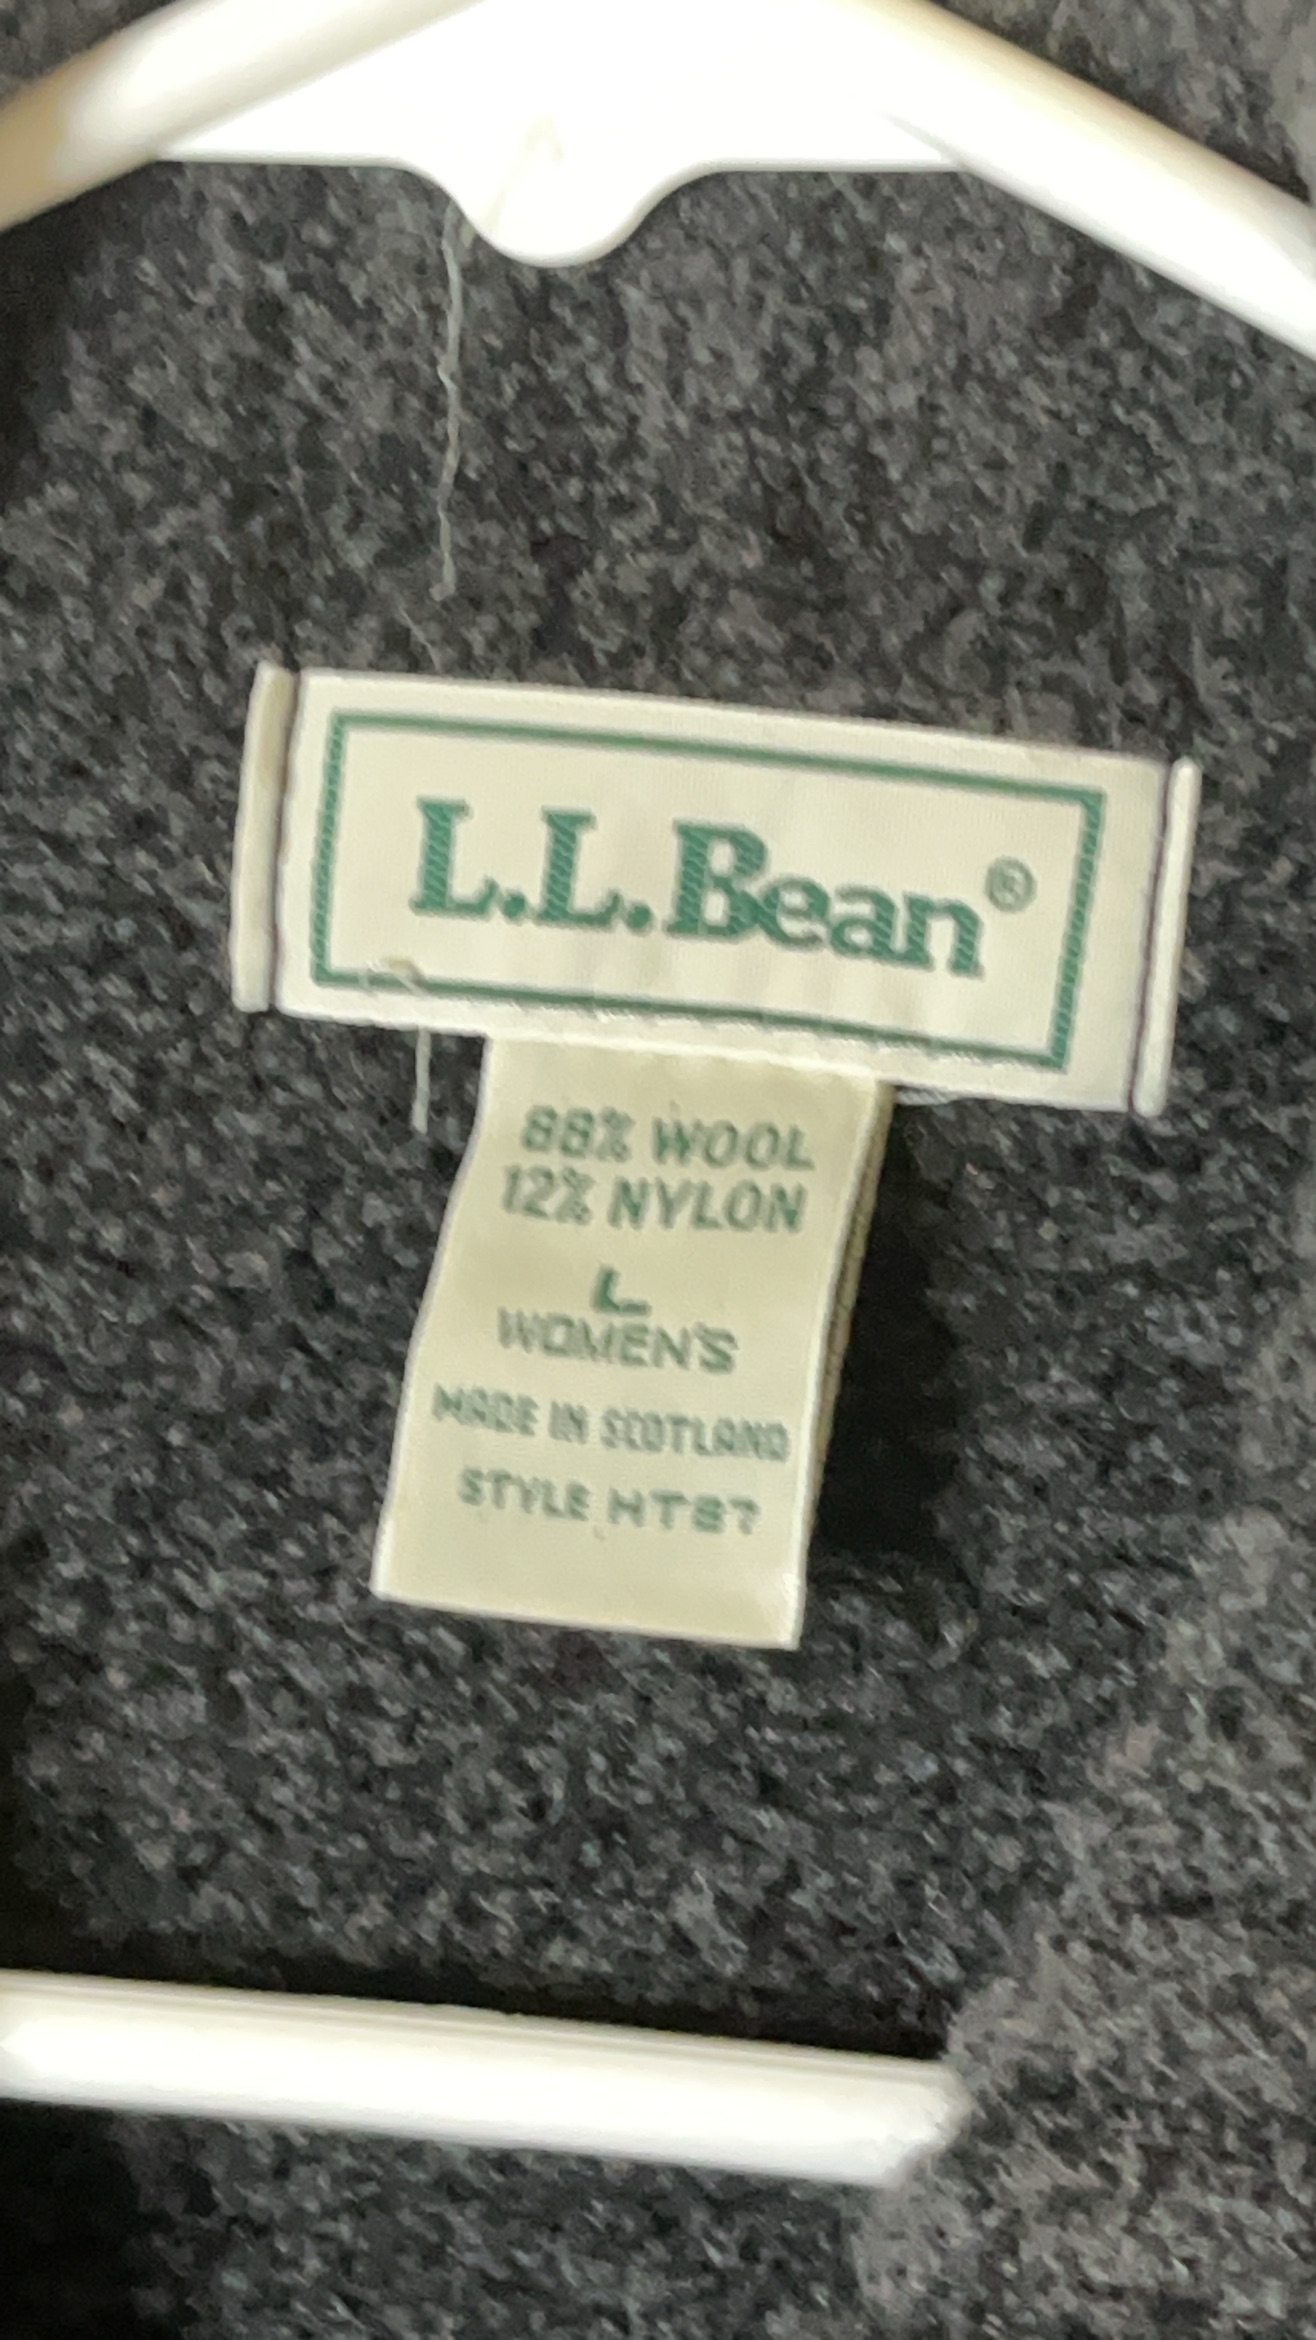 L.L.Bean®
88% WOOL
12% NYLON
L
WOMEN'S
MADE IN SCOTLAND
STYLE HT87